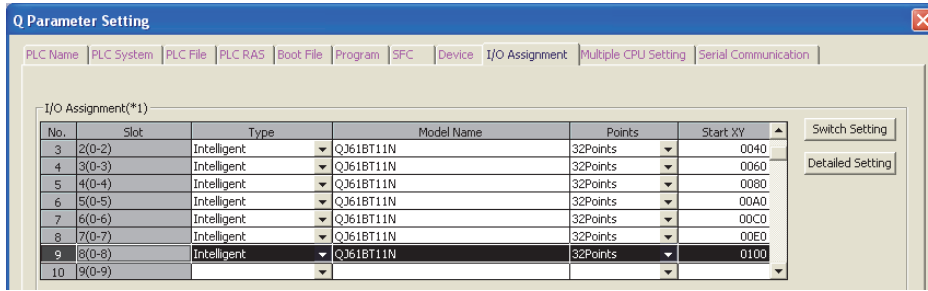 Q Parameter Setting
PLC Name PLC System PLC File PLC RAS Boot File Program SFC Device I/O Assignment Multiple CPU Setting Serial Communication
I/O Assignment(*1)
No. Slot Type Model Name Points Start XY
Switch Setting
3 2(0-2) Intelligent QJ61BT11N 32Points 0040
4 3(0-3) Intelligent QJ61BT11N 32Points 0060
Detailed Setting
5 4(0-4) Intelligent QJ61BT11N 32Points 0080
6 5(0-5) Intelligent QJ61BT11N 32Points 00A0
7 6(0-6) Intelligent QJ61BT11N 32Points 00C0
8 7(0-7) Intelligent QJ61BT11N 32Points 00E0
9 8(0-8) Intelligent QJ61BT11N 32Points 0100
10 9(0-9)